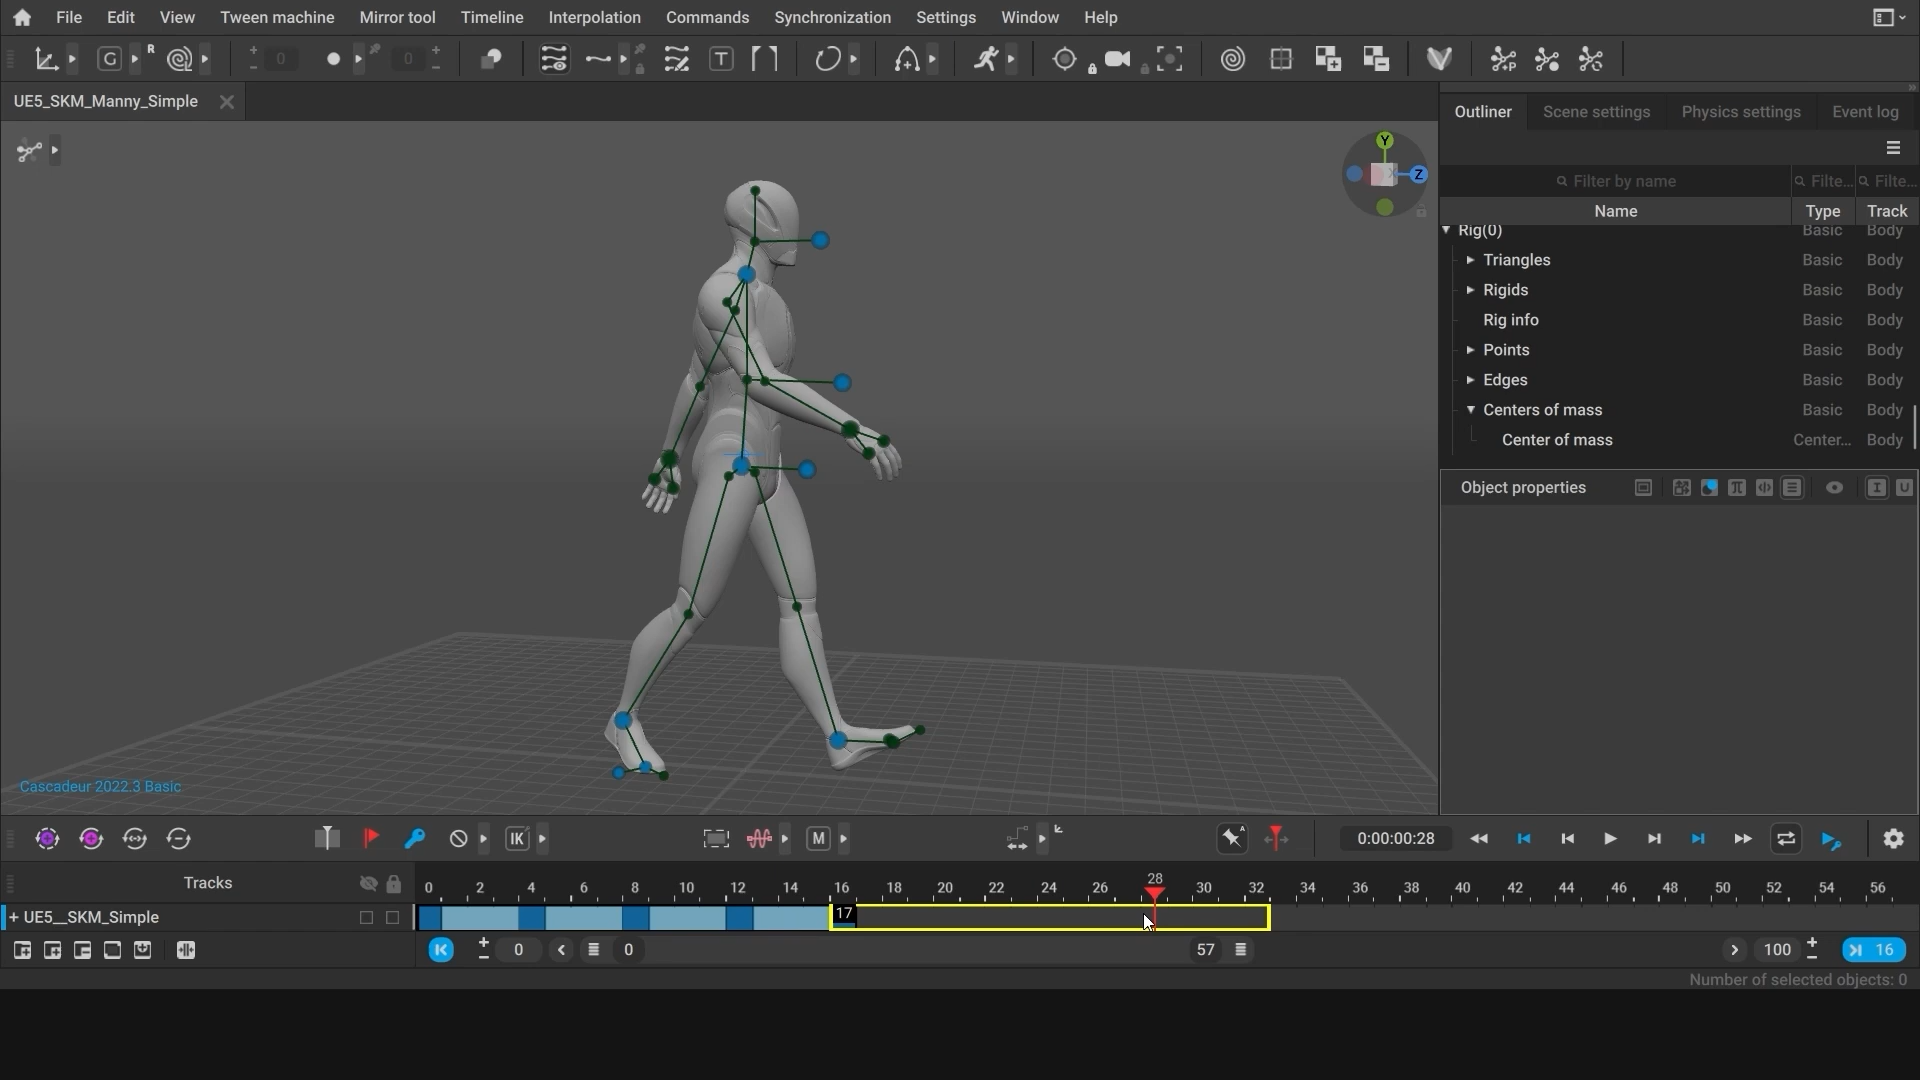 File Edit View Tween machine Mirror tool Timeline Interpolation Commands Synchronization Settings Window Help
G R 0 0 T P
UE5_SKM_Manny_Simple
Outliner Scene settings Physics settings Event log
Y
Z
X
Filter by name Filte... Filte...
Name Type Track
Rig(0) Basic Body
Triangles Basic Body
Rigids Basic Body
Rig info Basic Body
Points Basic Body
Edges Basic Body
Centers of mass Basic Body
Center of mass Center... Body
Object properties
Cascadeur 2022.3 Basic
IK M A 0:00:00:28
Tracks
0 2 4 6 8 10 12 14 16 18 20 22 24 26 28 30 32 34 36 38 40 42 44 46 48 50 52 54 56
+ UE5__SKM_Simple 17
0 0 57 100 16
Number of selected objects: 0